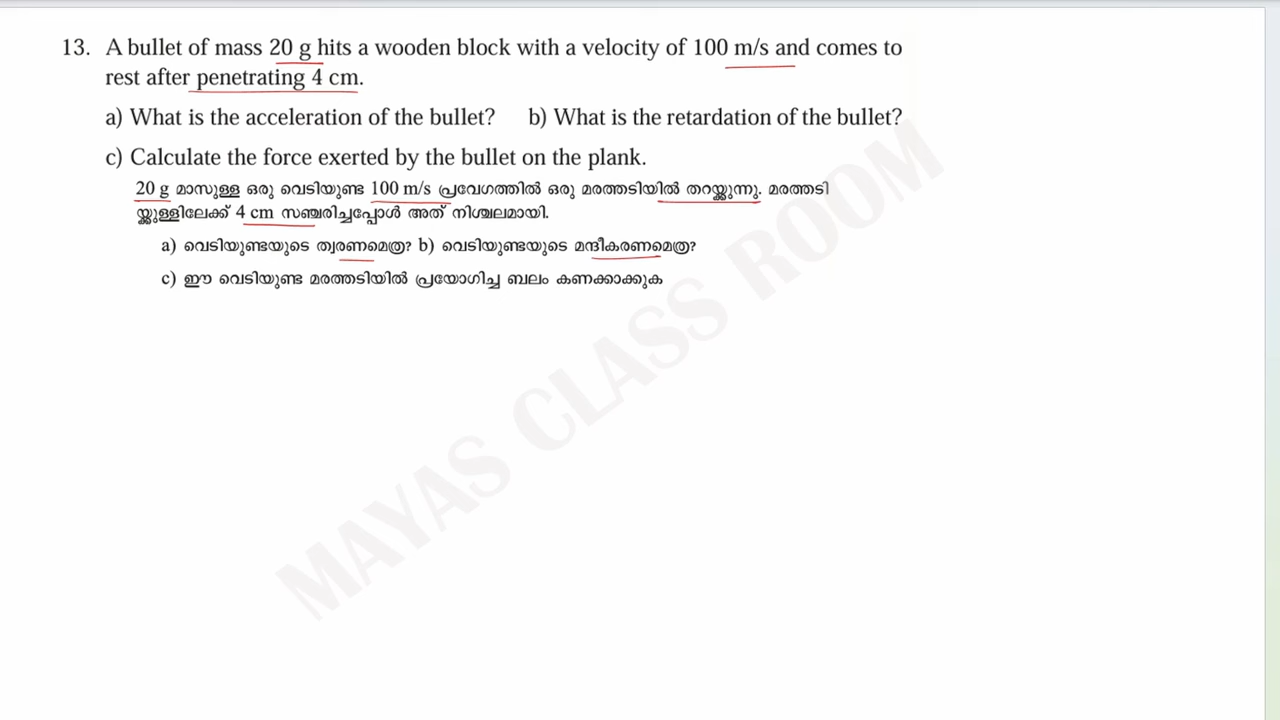 13. A bullet of mass 20 g hits a wooden block with a velocity of 100 m/s and comes to
rest after penetrating 4 cm.
a) What is the acceleration of the bullet? b) What is the retardation of the bullet?
c) Calculate the force exerted by the bullet on the plank.
20 g മാസുള്ള ഒരു വെടിയുണ്ട 100 m/s പ്രവേഗത്തിൽ ഒരു മരത്തടിയിൽ തറയ്ക്കുന്നു. മരത്തടി
യ്ക്കുള്ളിലേക്ക് 4 cm സഞ്ചരിച്ചപ്പോൾ അത് നിശ്ചലമായി.
a) വെടിയുണ്ടയുടെ ത്വരണമെത്ര? b) വെടിയുണ്ടയുടെ മന്ദീകരണമെത്ര?
c) ഈ വെടിയുണ്ട മരത്തടിയിൽ പ്രയോഗിച്ച ബലം കണക്കാക്കുക
MAYAS CLASS ROOM